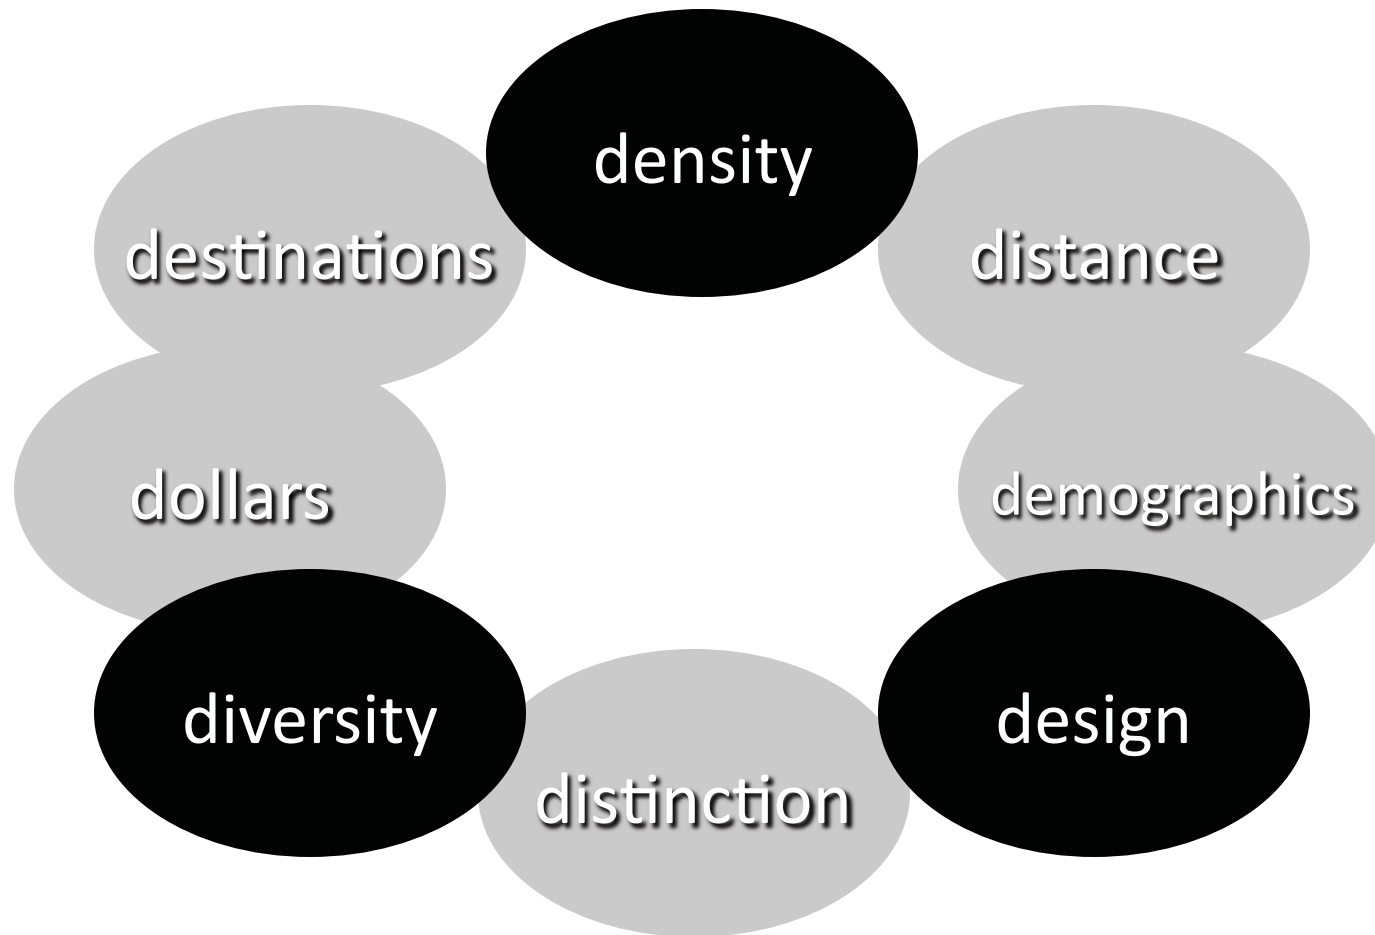 density
destinations
distance
dollars
demographics
diversity
design
distinction